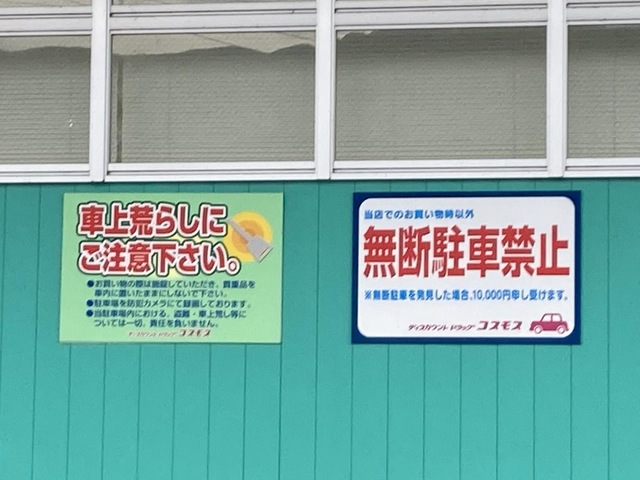 車上荒らしに
ご注意下さい。
●お買い物の際は施錠していただき、貴重品を
車内に置いたままにしないで下さい。
●駐車場を防犯カメラにて録画しております。
●当駐車場内における、盗難・車上荒し等に
ついては一切、責任を負いません。
ディスカウント ドラッグ コスモス
当店でのお買い物時以外
無断駐車禁止
※無断駐車を発見した場合、10,000円申し受けます。
ディスカウント ドラッグ コスモス